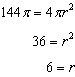 144π = 4πr²
36 = r²
6 = r